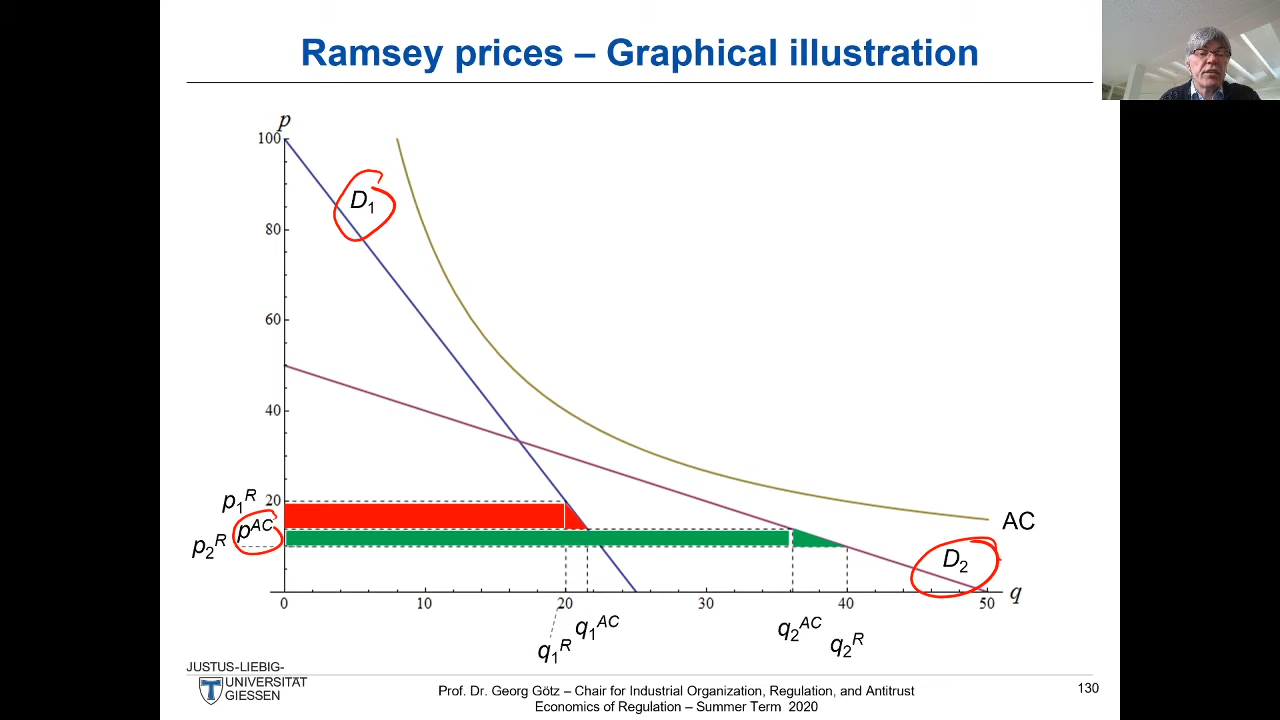 Ramsey prices – Graphical illustration
p
100
D₁
80
60
40
p₁ᴿ 20
pᴬᶜ
p₂ᴿ
AC
D₂
0 10 20 30 40 50 q
q₁ᴬᶜ q₂ᴬᶜ
q₁ᴿ q₂ᴿ
JUSTUS-LIEBIG-
UNIVERSITÄT
GIESSEN
Prof. Dr. Georg Götz – Chair for Industrial Organization, Regulation, and Antitrust
Economics of Regulation – Summer Term 2020
130